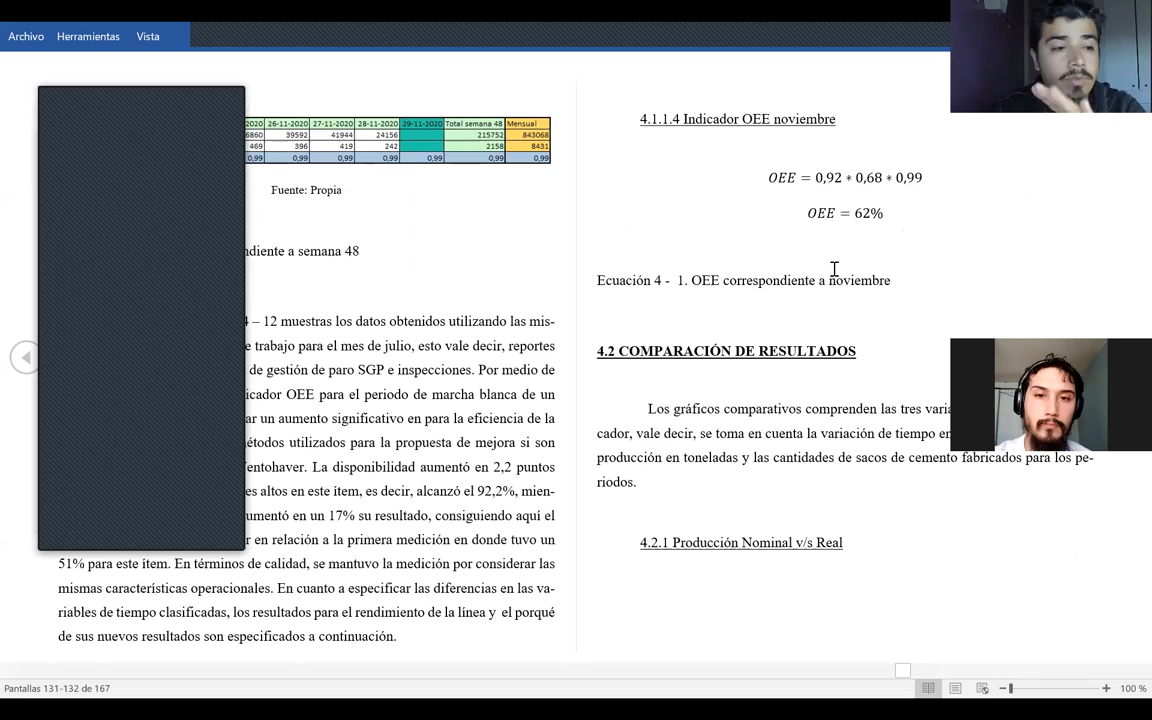 Archivo Herramientas Vista
2020 26-11-2020 27-11-2020 28-11-2020 29-11-2020 Total semana 48 Mensual
6860 39592 41944 24156 215752 843068
469 396 419 242 2158 8431
0,99 0,99 0,99 0,99 0,99 0,99 0,99
Fuente: Propia
ndiente a semana 48
4 – 12 muestras los datos obtenidos utilizando las mis-
e trabajo para el mes de julio, esto vale decir, reportes
de gestión de paro SGP e inspecciones. Por medio de
icador OEE para el periodo de marcha blanca de un
ar un aumento significativo en para la eficiencia de la
étodos utilizados para la propuesta de mejora si son
Ventohaver. La disponibilidad aumentó en 2,2 puntos
es altos en este ítem, es decir, alcanzó el 92,2%, mien-
umentó en un 17% su resultado, consiguiendo aquí el
r en relación a la primera medición en donde tuvo un
51% para este ítem. En términos de calidad, se mantuvo la medición por considerar las
mismas características operacionales. En cuanto a especificar las diferencias en las va-
riables de tiempo clasificadas, los resultados para el rendimiento de la línea y el porqué
de sus nuevos resultados son especificados a continuación.
4.1.1.4 Indicador OEE noviembre
OEE = 0,92 ∗ 0,68 ∗ 0,99
OEE = 62%
Ecuación 4 - 1. OEE correspondiente a noviembre
4.2 COMPARACIÓN DE RESULTADOS
Los gráficos comparativos comprenden las tres varia
cador, vale decir, se toma en cuenta la variación de tiempo en
producción en toneladas y las cantidades de sacos de cemento fabricados para los pe-
riodos.
4.2.1 Producción Nominal v/s Real
Pantallas 131-132 de 167
100 %